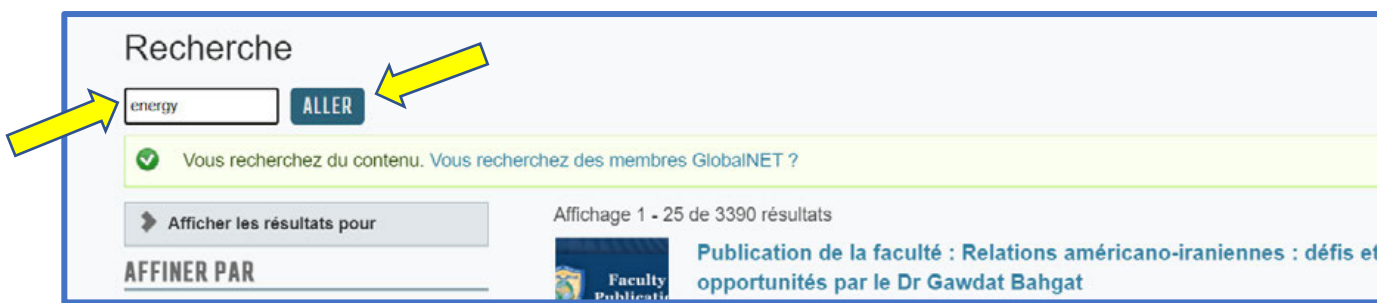 Recherche
energy
ALLER
Vous recherchez du contenu. Vous recherchez des membres GlobalNET ?
Afficher les résultats pour
Affichage 1 - 25 de 3390 résultats
AFFINER PAR
Faculty
Publication de la faculté : Relations américano-iraniennes : défis et
opportunités par le Dr Gawdat Bahgat